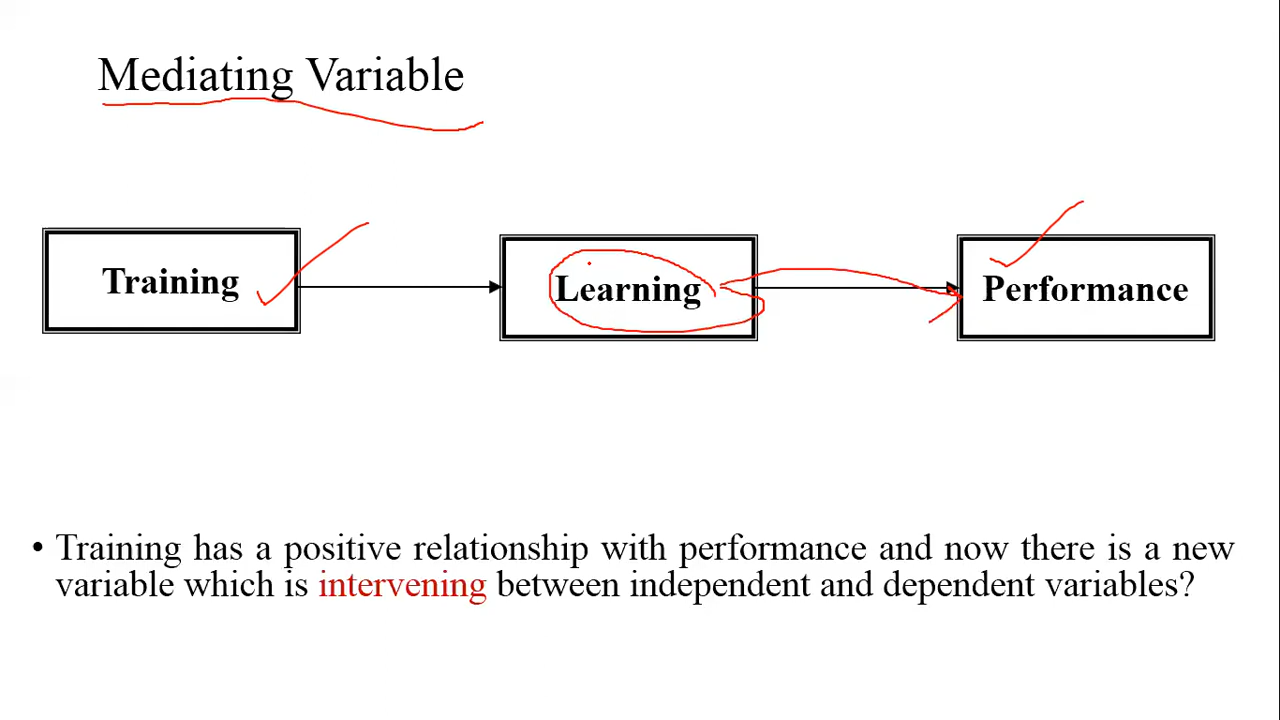 Mediating Variable
Training
Learning
Performance
• Training has a positive relationship with performance and now there is a new
variable which is intervening between independent and dependent variables?